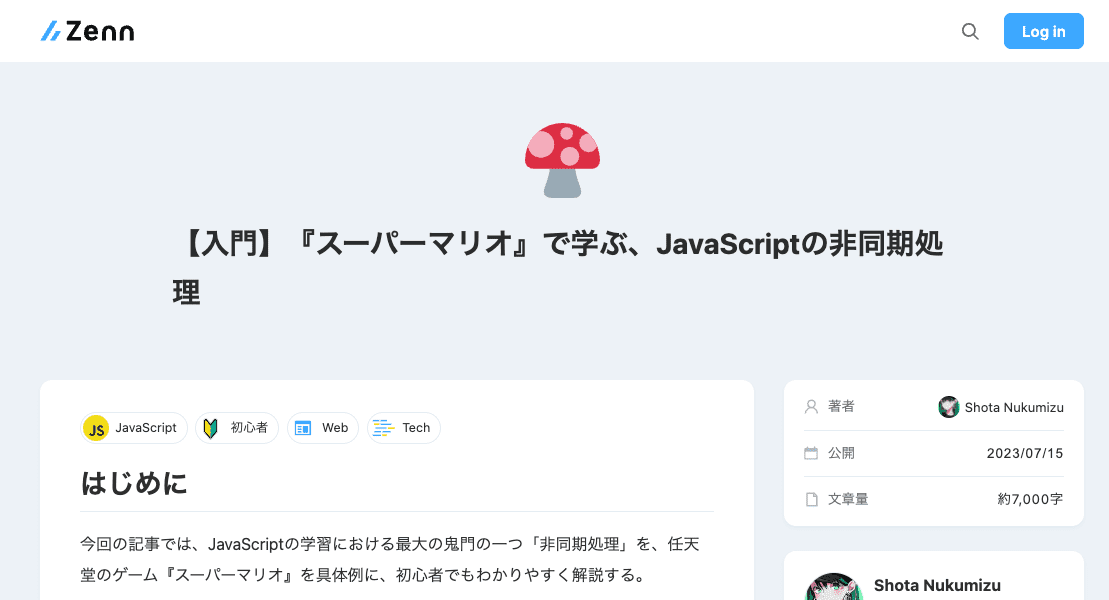 Zenn
Log in
【入門】『スーパーマリオ』で学ぶ、JavaScriptの非同期処
理
JS JavaScript 初心者 Web Tech
はじめに
今回の記事では、JavaScriptの学習における最大の鬼門の一つ「非同期処理」を、任天
堂のゲーム『スーパーマリオ』を具体例に、初心者でもわかりやすく解説する。
著者 Shota Nukumizu
公開 2023/07/15
文章量 約7,000字
Shota Nukumizu